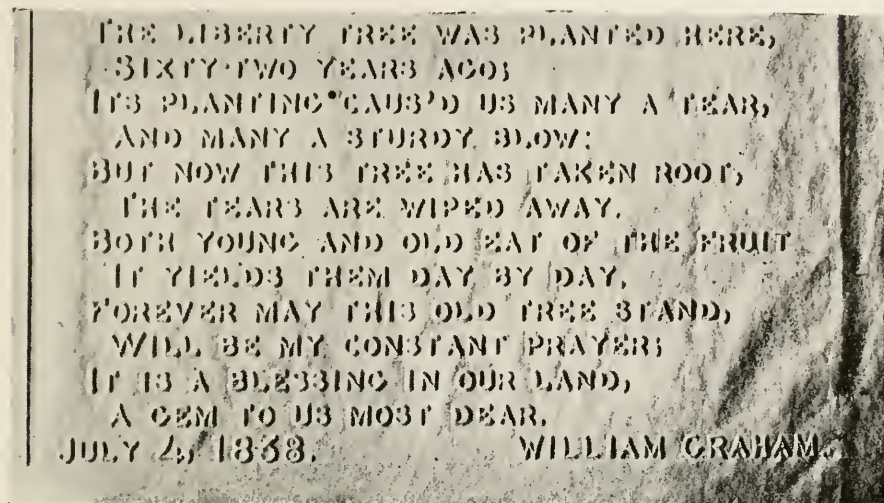 THE LIBERTY TREE WAS PLANTED HERE,
SIXTY-TWO YEARS AGO;
ITS PLANTING CAUS'D US MANY A TEAR,
AND MANY A STURDY BLOW:
BUT NOW THIS TREE HAS TAKEN ROOT,
THE TEARS ARE WIPED AWAY.
BOTH YOUNG AND OLD EAT OF THE FRUIT
IT YIELDS THEM DAY BY DAY.
FOREVER MAY THIS OLD TREE STAND,
WILL BE MY CONSTANT PRAYER;
IT IS A BLESSING IN OUR LAND,
A GEM TO US MOST DEAR.
JULY 4, 1838. WILLIAM GRAHAM.